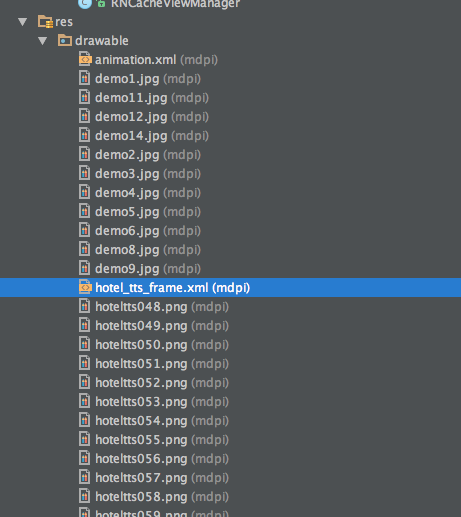 RNCacheViewManager
res
drawable
animation.xml (mdpi)
demo1.jpg (mdpi)
demo11.jpg (mdpi)
demo12.jpg (mdpi)
demo14.jpg (mdpi)
demo2.jpg (mdpi)
demo3.jpg (mdpi)
demo4.jpg (mdpi)
demo5.jpg (mdpi)
demo6.jpg (mdpi)
demo8.jpg (mdpi)
demo9.jpg (mdpi)
hotel_tts_frame.xml (mdpi)
hoteltts048.png (mdpi)
hoteltts049.png (mdpi)
hoteltts050.png (mdpi)
hoteltts051.png (mdpi)
hoteltts052.png (mdpi)
hoteltts053.png (mdpi)
hoteltts054.png (mdpi)
hoteltts055.png (mdpi)
hoteltts056.png (mdpi)
hoteltts057.png (mdpi)
hoteltts058.png (mdpi)
hoteltts059.png (mdpi)